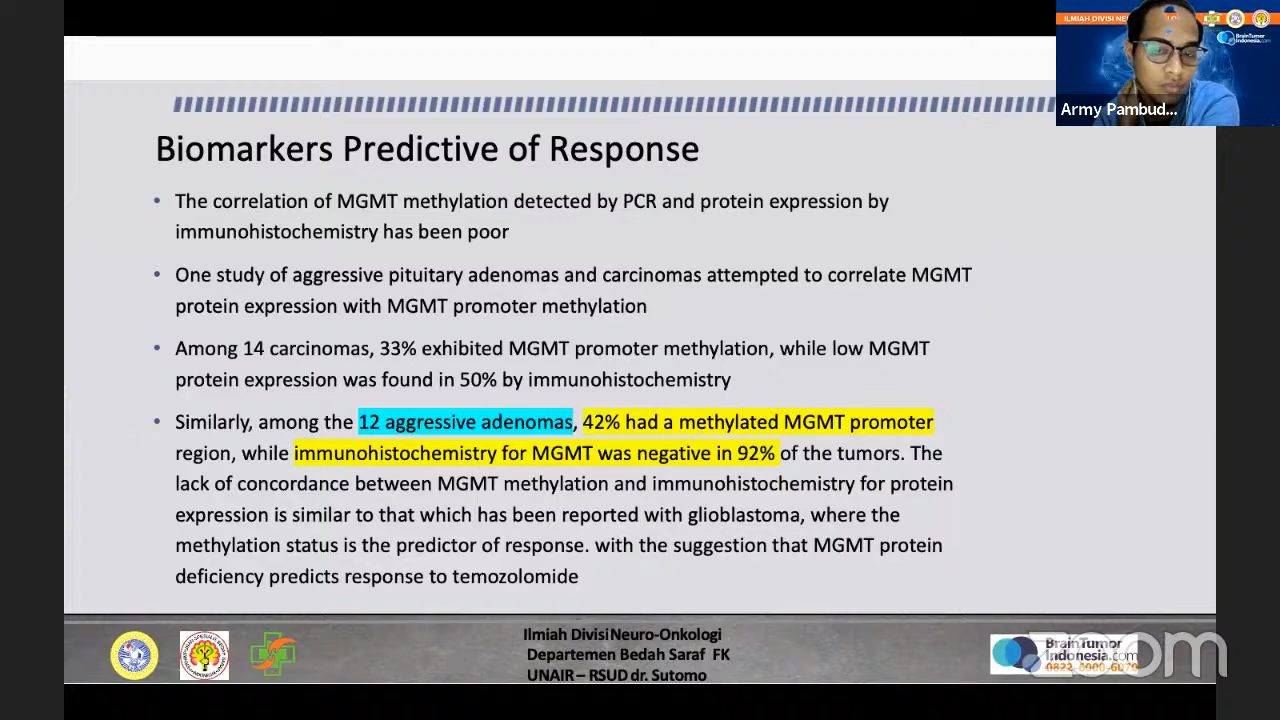 ILMIAH DIVISI
BrainTumor
Indonesia.com
Army Pambud...
Biomarkers Predictive of Response
• The correlation of MGMT methylation detected by PCR and protein expression by
immunohistochemistry has been poor
• One study of aggressive pituitary adenomas and carcinomas attempted to correlate MGMT
protein expression with MGMT promoter methylation
• Among 14 carcinomas, 33% exhibited MGMT promoter methylation, while low MGMT
protein expression was found in 50% by immunohistochemistry
• Similarly, among the 12 aggressive adenomas, 42% had a methylated MGMT promoter
region, while immunohistochemistry for MGMT was negative in 92% of the tumors. The
lack of concordance between MGMT methylation and immunohistochemistry for protein
expression is similar to that which has been reported with glioblastoma, where the
methylation status is the predictor of response. with the suggestion that MGMT protein
deficiency predicts response to temozolomide
Ilmiah DivisiNeuro-Onkologi
Departemen Bedah Saraf FK
UNAIR – RSUD dr. Sutomo
BrainTumor
Indonesia.com
zoom